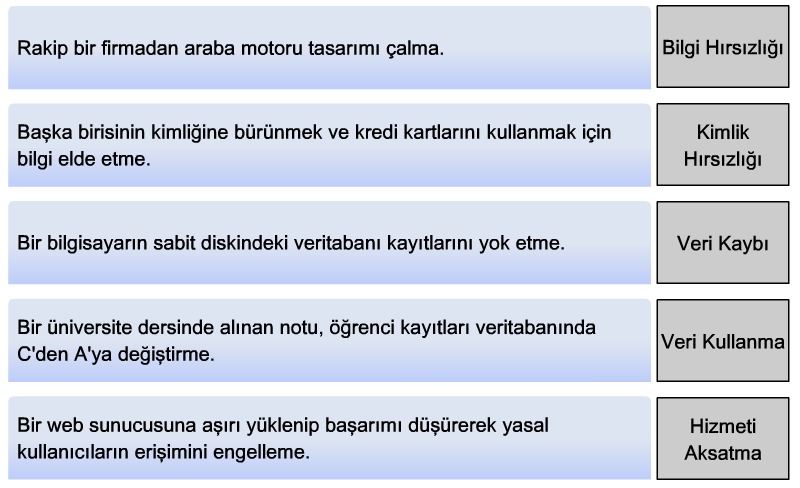 Rakip bir firmadan araba motoru tasarımı çalma.
Bilgi Hırsızlığı
Başka birisinin kimliğine bürünmek ve kredi kartlarını kullanmak için
bilgi elde etme.
Kimlik
Hırsızlığı
Bir bilgisayarın sabit diskindeki veritabanı kayıtlarını yok etme.
Veri Kaybı
Bir üniversite dersinde alınan notu, öğrenci kayıtları veritabanında
C'den A'ya değiştirme.
Veri Kullanma
Bir web sunucusuna aşırı yüklenip başarımı düşürerek yasal
kullanıcıların erişimini engelleme.
Hizmeti
Aksatma